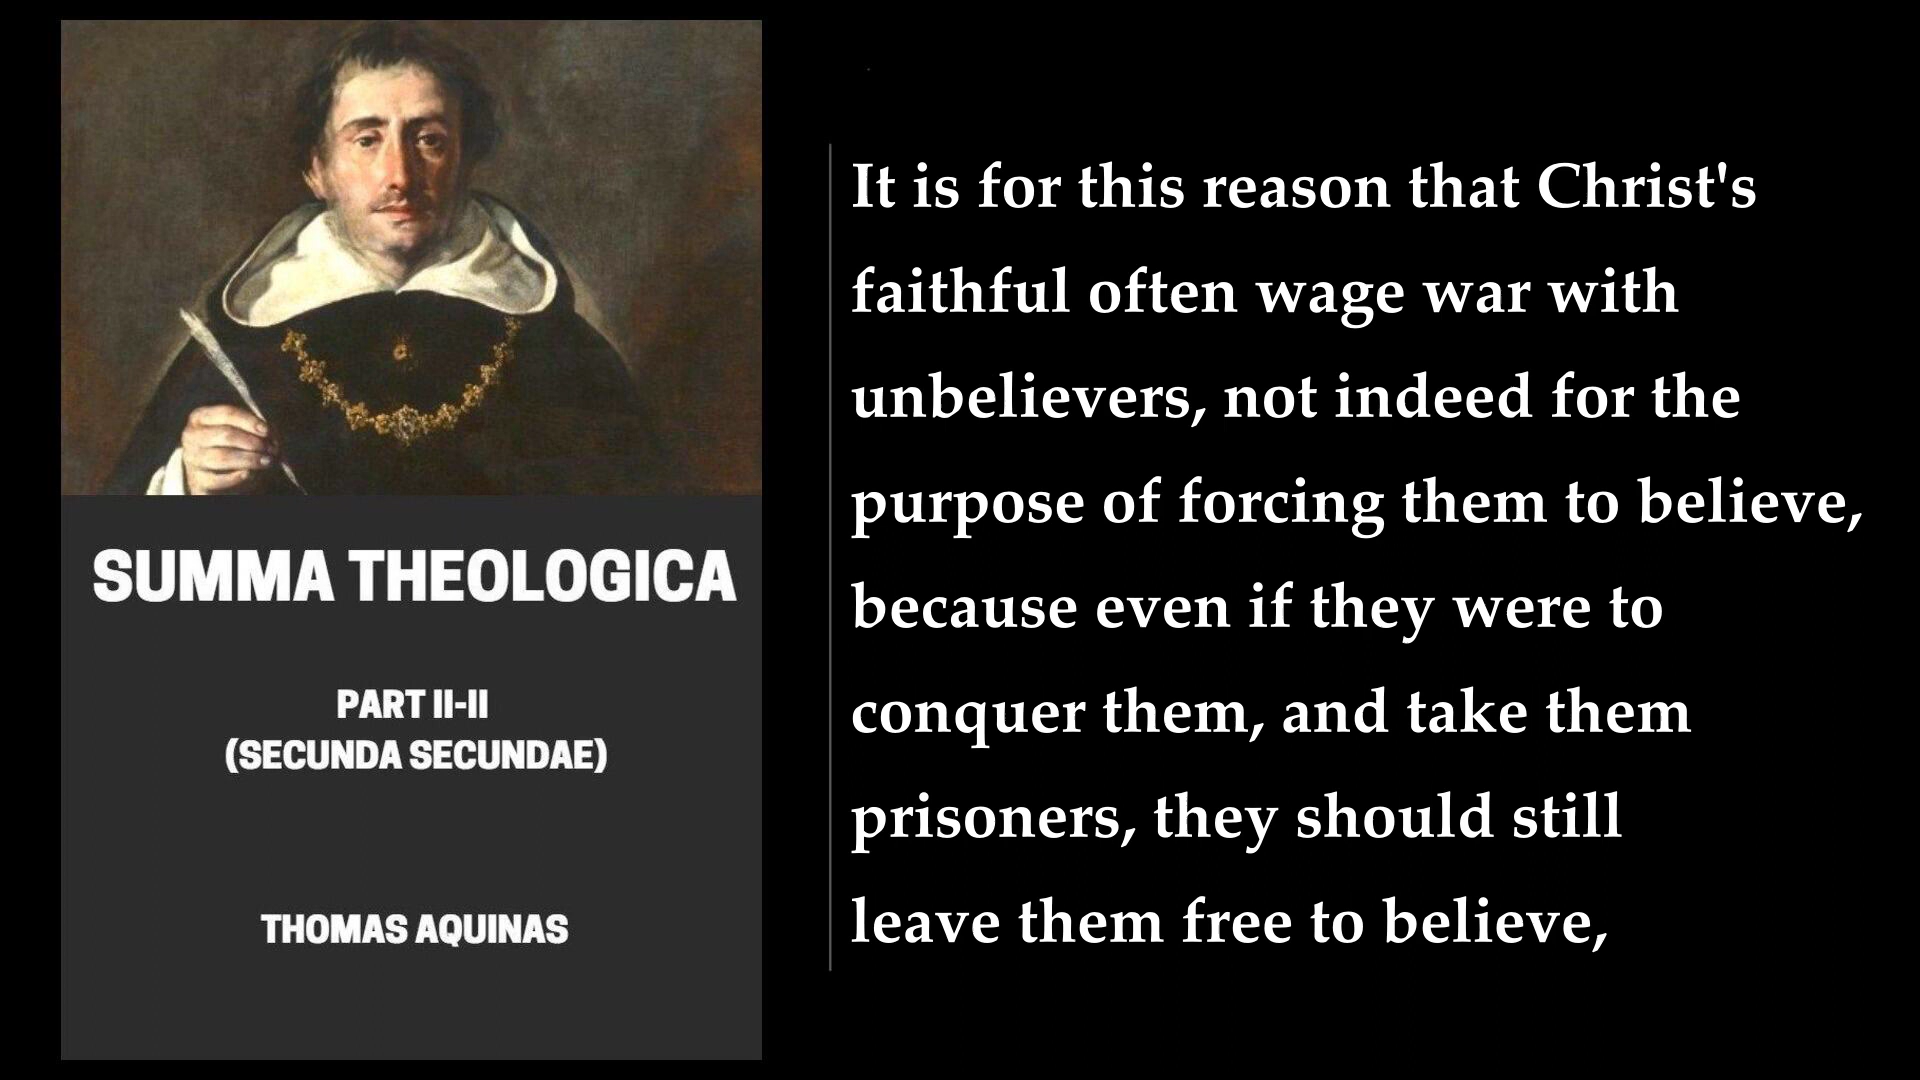 SUMMA THEOLOGICA
PART II-II
(SECUNDA SECUNDAE)
THOMAS AQUINAS
It is for this reason that Christ's
faithful often wage war with
unbelievers, not indeed for the
purpose of forcing them to believe,
because even if they were to
conquer them, and take them
prisoners, they should still
leave them free to believe,